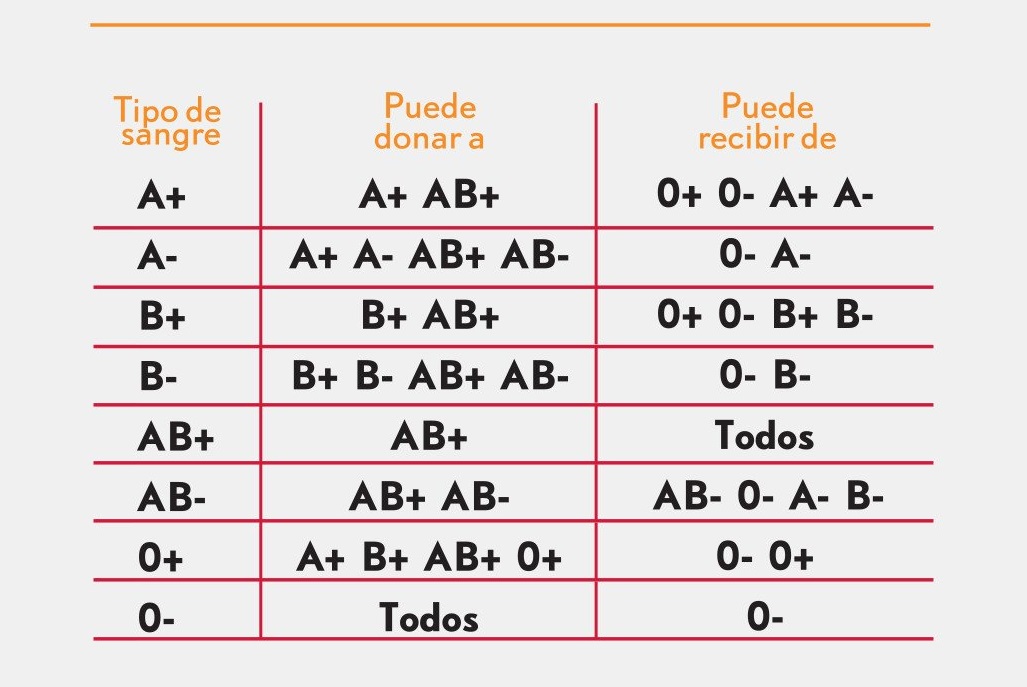 Tipo de sangre Puede donar a Puede recibir de
A+ A+ AB+ 0+ 0- A+ A-
A- A+ A- AB+ AB- 0- A-
B+ B+ AB+ 0+ 0- B+ B-
B- B+ B- AB+ AB- 0- B-
AB+ AB+ Todos
AB- AB+ AB- AB- 0- A- B-
0+ A+ B+ AB+ 0+ 0- 0+
0- Todos 0-